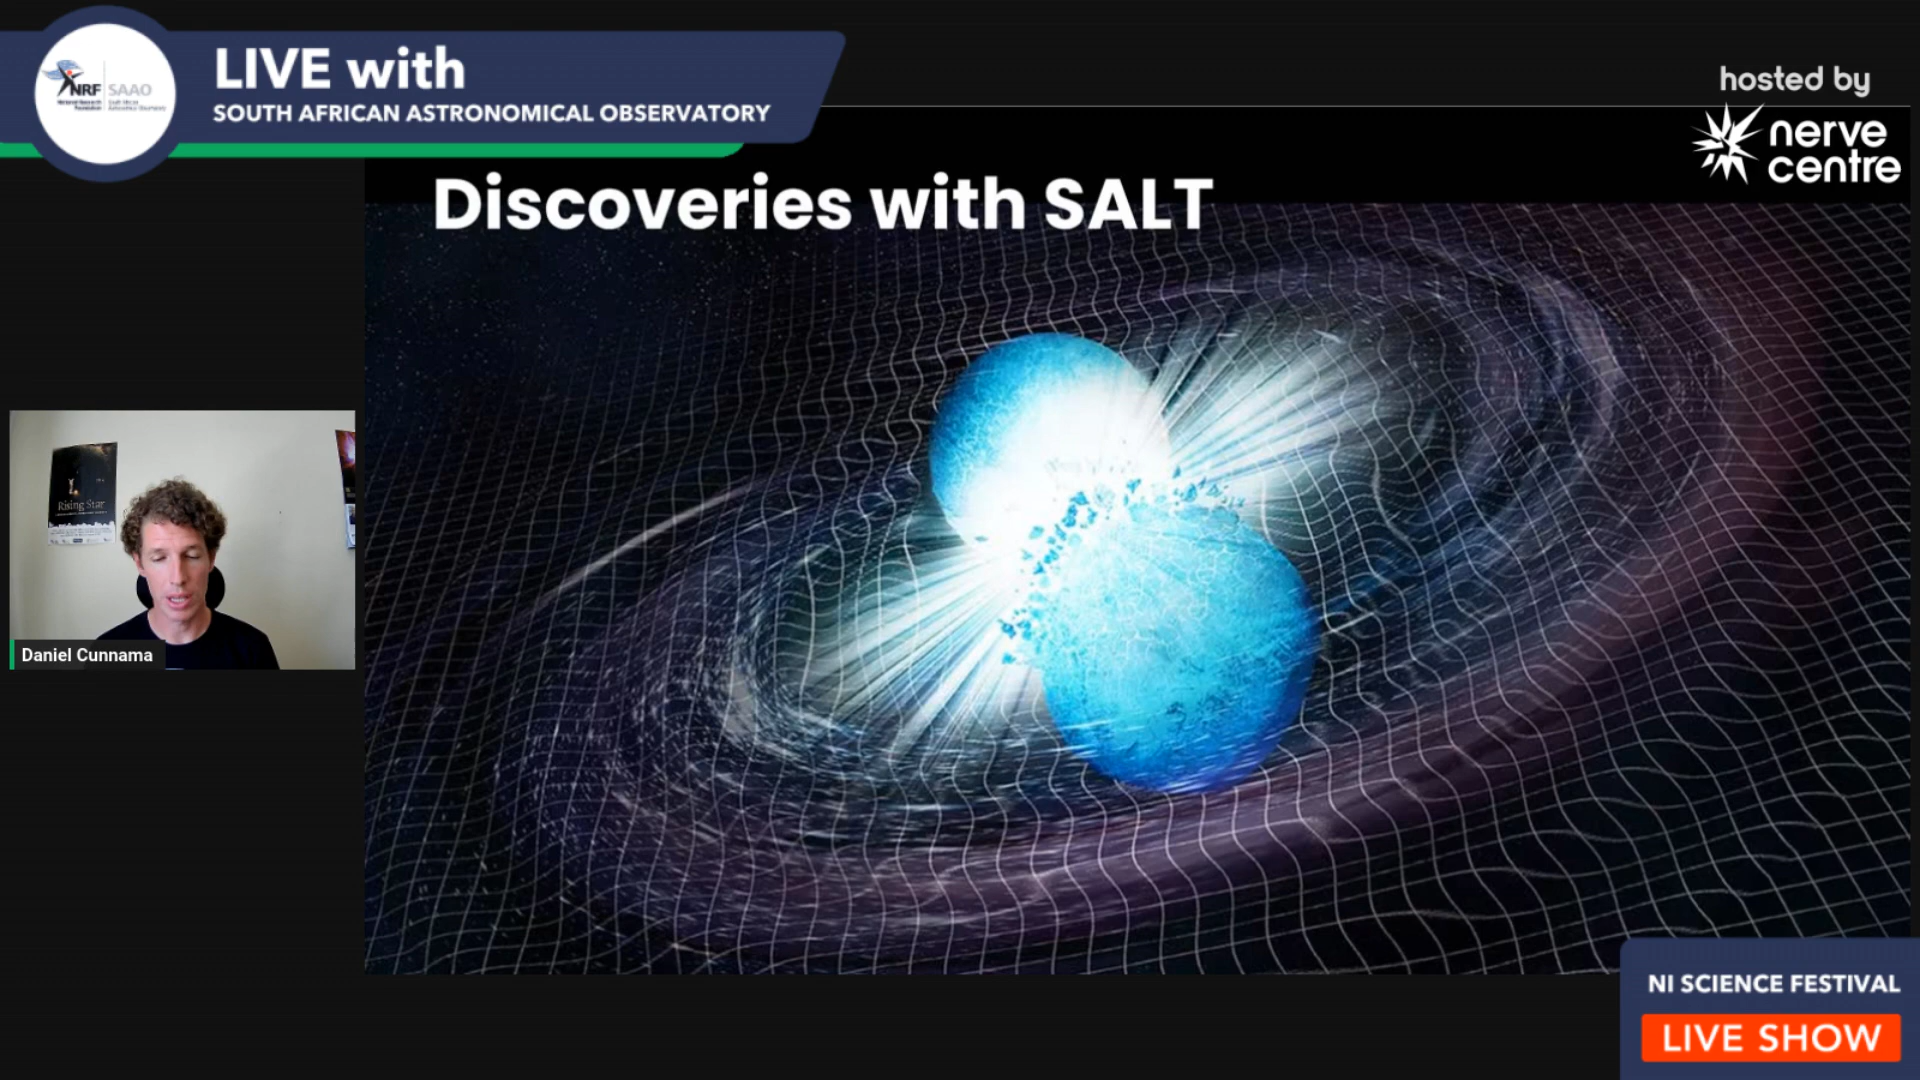 NRF
SAAO
LIVE with
SOUTH AFRICAN ASTRONOMICAL OBSERVATORY
hosted by
nerve
centre
Discoveries with SALT
Rising Star
Daniel Cunnama
NI SCIENCE FESTIVAL
LIVE SHOW